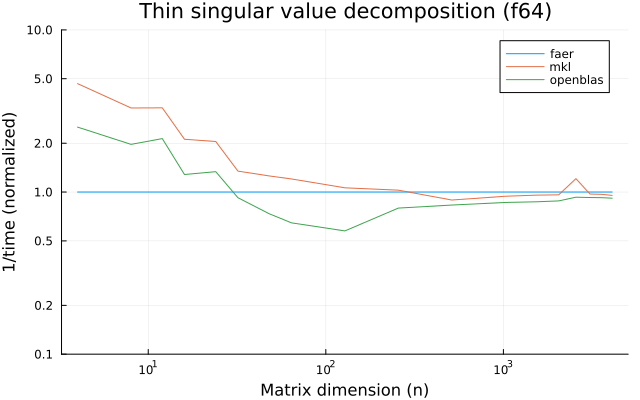 Thin singular value decomposition (f64)
10.0
5.0
2.0
1.0
0.5
0.2
0.1
1/time (normalized)
faer
mkl
openblas
10¹
10²
10³
Matrix dimension (n)